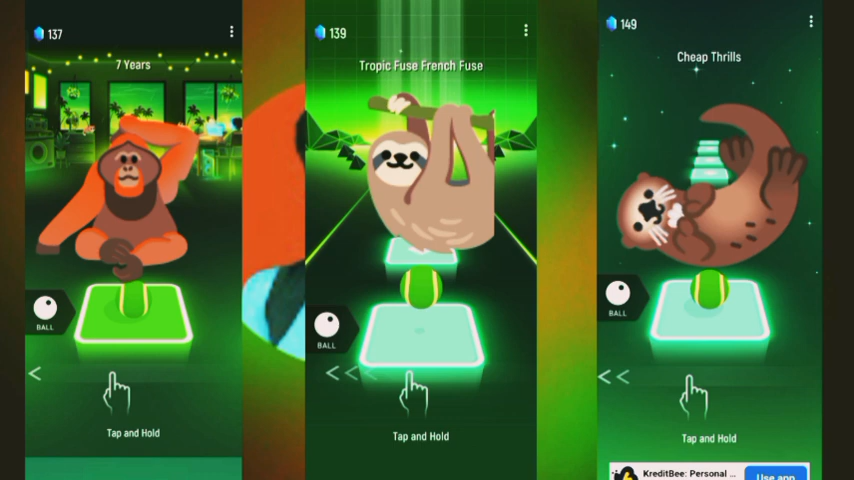 137
7 Years
BALL
Tap and Hold
139
Tropic Fuse French Fuse
BALL
Tap and Hold
149
Cheap Thrills
BALL
Tap and Hold
KreditBee: Personal ...
Use app